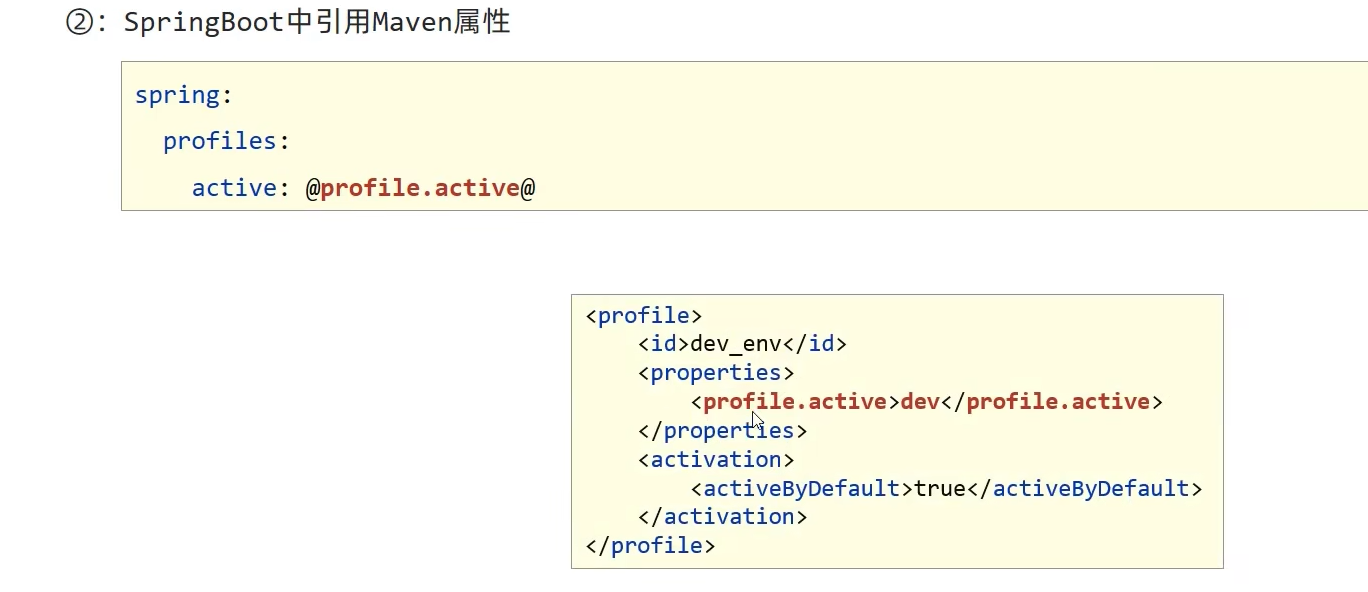 ②: SpringBoot中引用Maven属性
spring:
  profiles:
    active: @profile.active@
<profile>
    <id>dev_env</id>
    <properties>
        <profile.active>dev</profile.active>
    </properties>
    <activation>
        <activeByDefault>true</activeByDefault>
    </activation>
</profile>